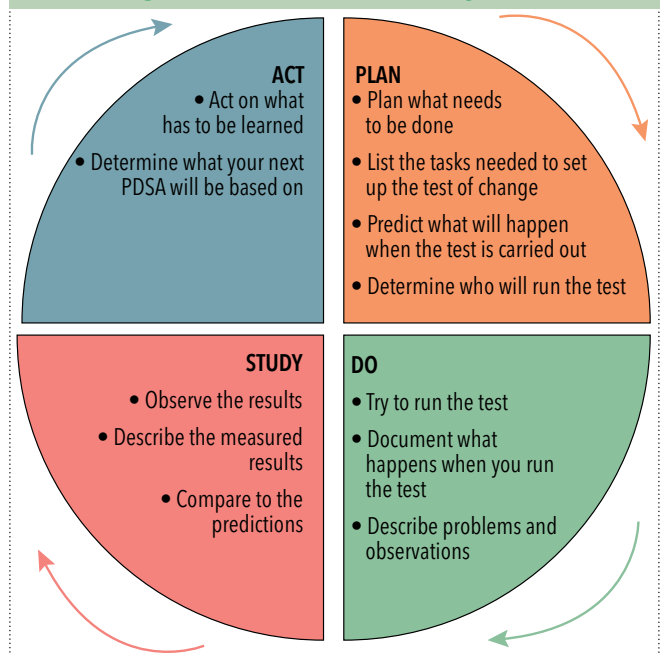 ACT
• Act on what
has to be learned
• Determine what your next
PDSA will be based on
PLAN
• Plan what needs
to be done
• List the tasks needed to set
up the test of change
• Predict what will happen
when the test is carried out
• Determine who will run the test
STUDY
• Observe the results
• Describe the measured
results
• Compare to the
predictions
DO
• Try to run the test
• Document what
happens when you run
the test
• Describe problems and
observations